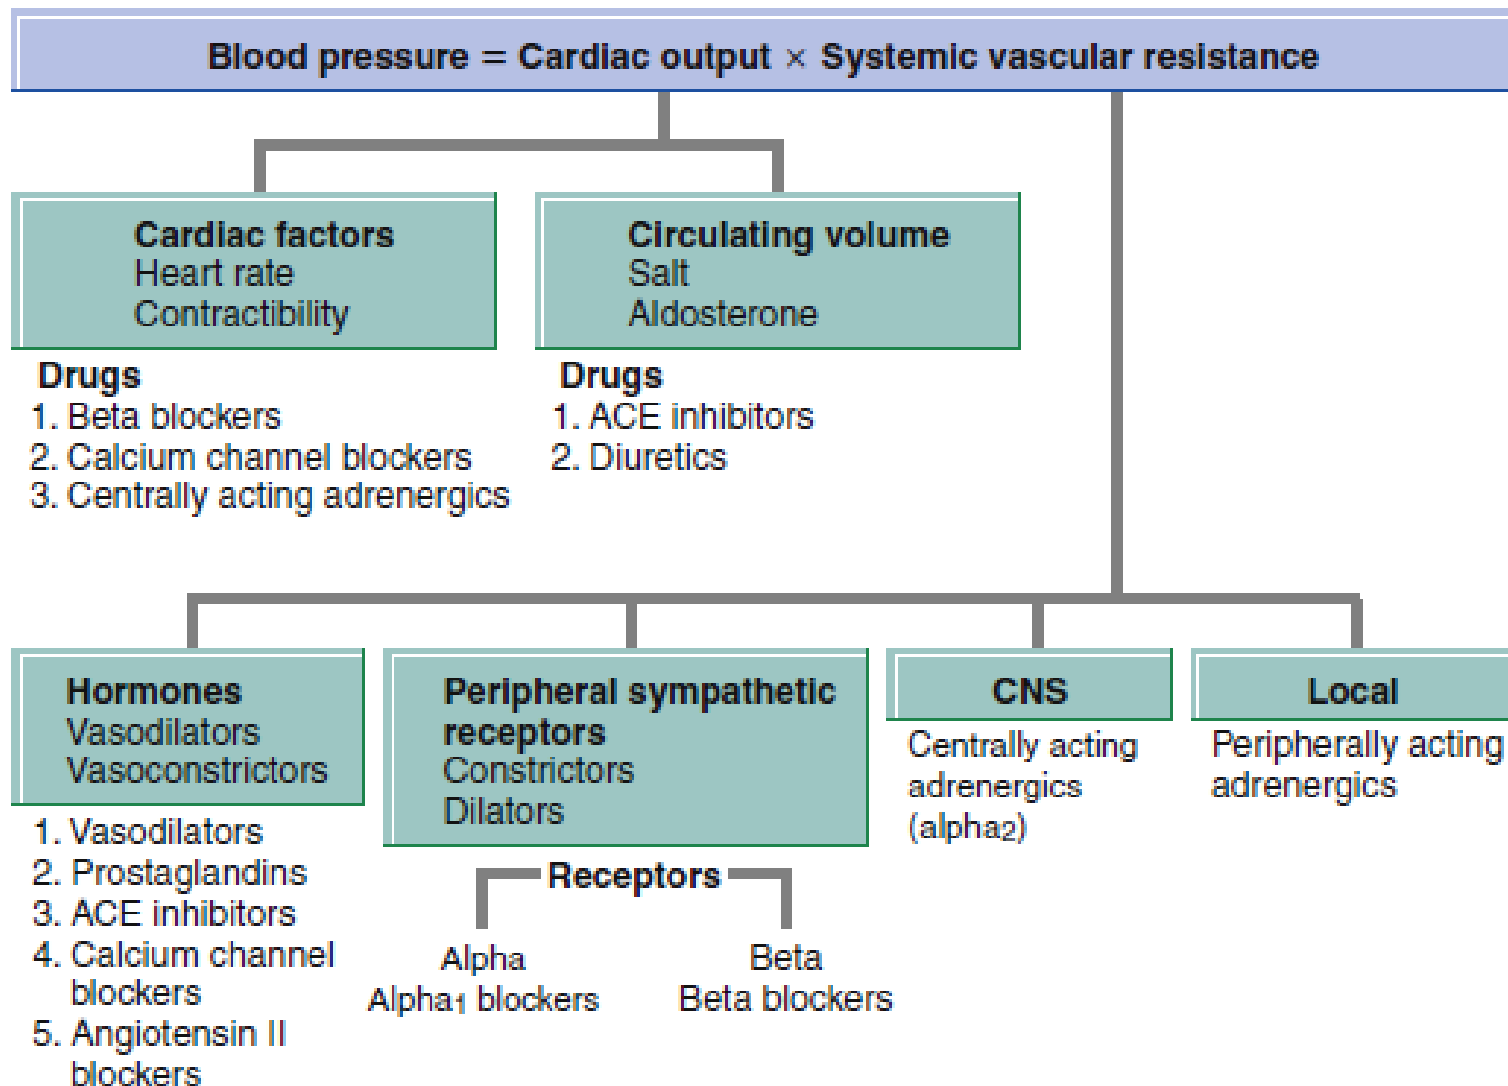 Blood pressure = Cardiac output × Systemic vascular resistance
Cardiac factors
Heart rate
Contractibility
Drugs
1. Beta blockers
2. Calcium channel blockers
3. Centrally acting adrenergics
Circulating volume
Salt
Aldosterone
Drugs
1. ACE inhibitors
2. Diuretics
Hormones
Vasodilators
Vasoconstrictors
1. Vasodilators
2. Prostaglandins
3. ACE inhibitors
4. Calcium channel
blockers
5. Angiotensin II
blockers
Peripheral sympathetic
receptors
Constrictors
Dilators
Receptors
Alpha
Alpha1 blockers
Beta
Beta blockers
CNS
Centrally acting
adrenergics
(alpha2)
Local
Peripherally acting
adrenergics